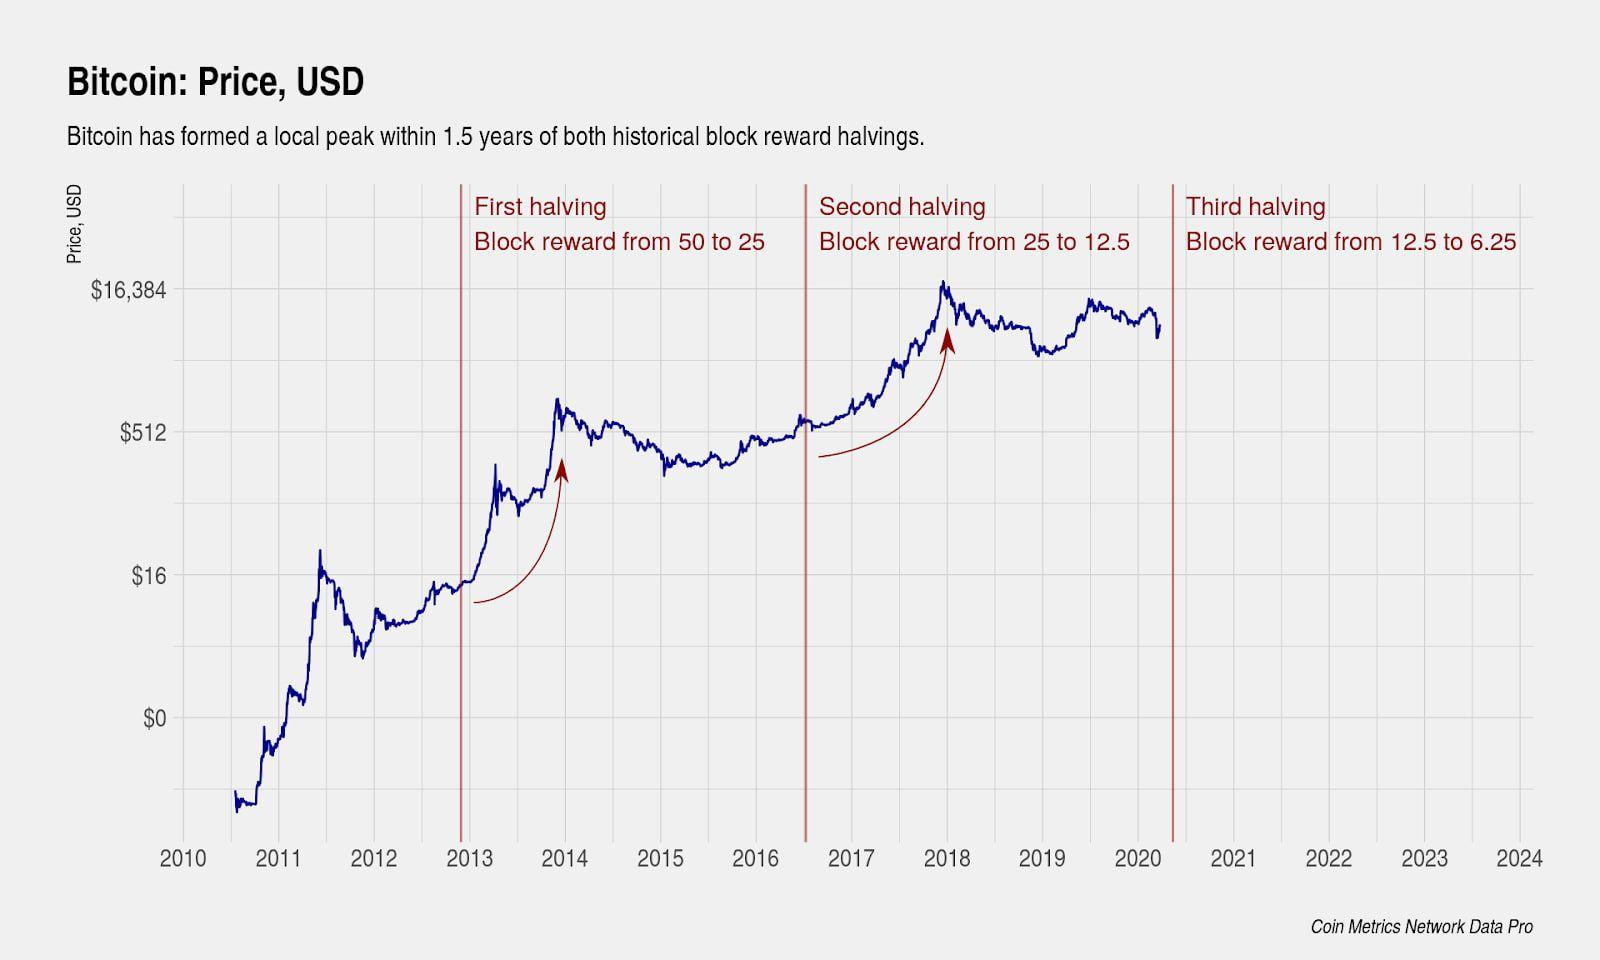 Bitcoin: Price, USD
Bitcoin has formed a local peak within 1.5 years of both historical block reward halvings.
Price, USD
First halving
Block reward from 50 to 25
Second halving
Block reward from 25 to 12.5
Third halving
Block reward from 12.5 to 6.25
$16,384
$512
$16
$0
2010 2011 2012 2013 2014 2015 2016 2017 2018 2019 2020 2021 2022 2023 2024
Coin Metrics Network Data Pro